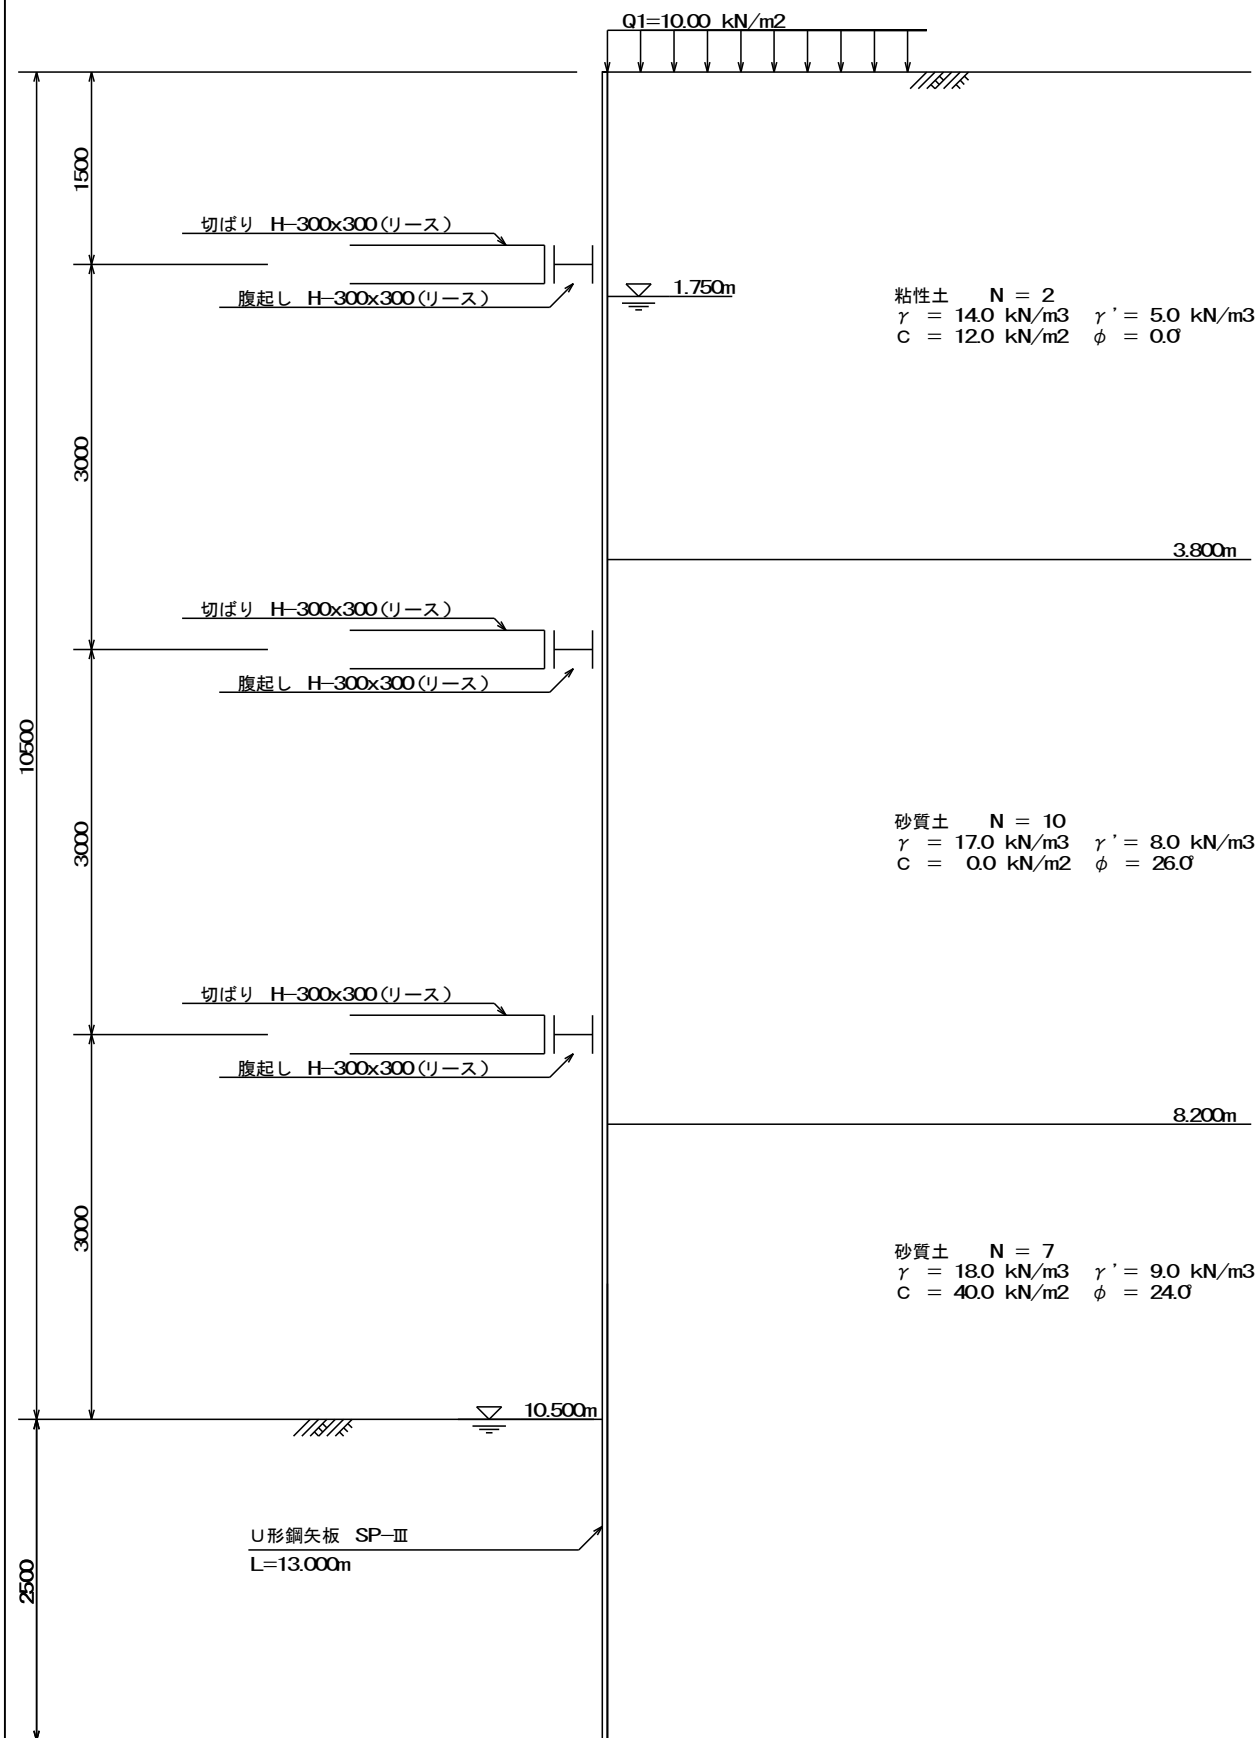 Q1=10.00 kN/m2
1500
切ばり H-300x300(リース)
腹起し H-300x300(リース)
1.750m
粘性土 N = 2
γ = 14.0 kN/m3 γ'= 5.0 kN/m3
C = 12.0 kN/m2 φ = 0.0°
3000
3.800m
切ばり H-300x300(リース)
腹起し H-300x300(リース)
10500
3000
砂質土 N = 10
γ = 17.0 kN/m3 γ'= 8.0 kN/m3
C = 0.0 kN/m2 φ = 26.0°
切ばり H-300x300(リース)
腹起し H-300x300(リース)
8.200m
3000
砂質土 N = 7
γ = 18.0 kN/m3 γ'= 9.0 kN/m3
C = 40.0 kN/m2 φ = 24.0°
10.500m
U形鋼矢板 SP-Ⅲ
L=13.000m
2500